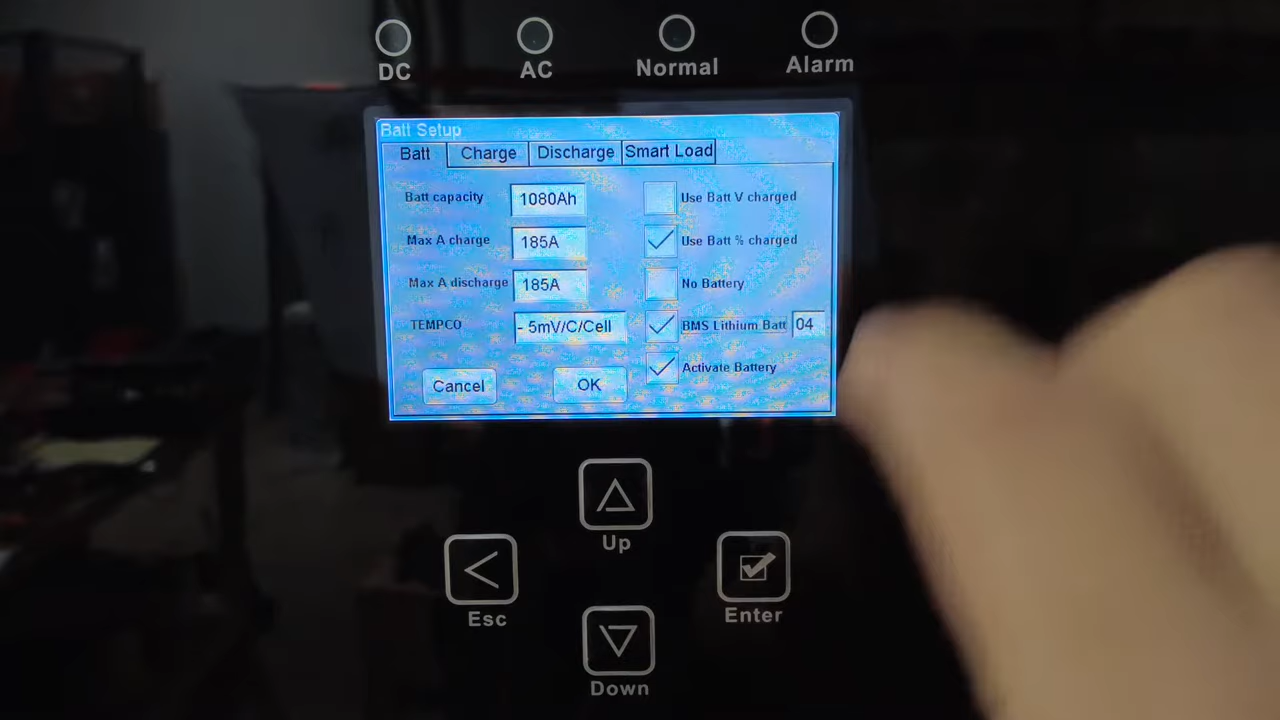 DC AC Normal Alarm
Batt Setup
Batt Charge Discharge Smart Load
Batt capacity 1080Ah Use Batt V charged
Max A charge 185A Use Batt % charged
Max A discharge 185A No Battery
TEMPCO - 5mV/C/Cell BMS Lithium Batt 04
Activate Battery
Cancel OK
Up
Esc Enter
Down